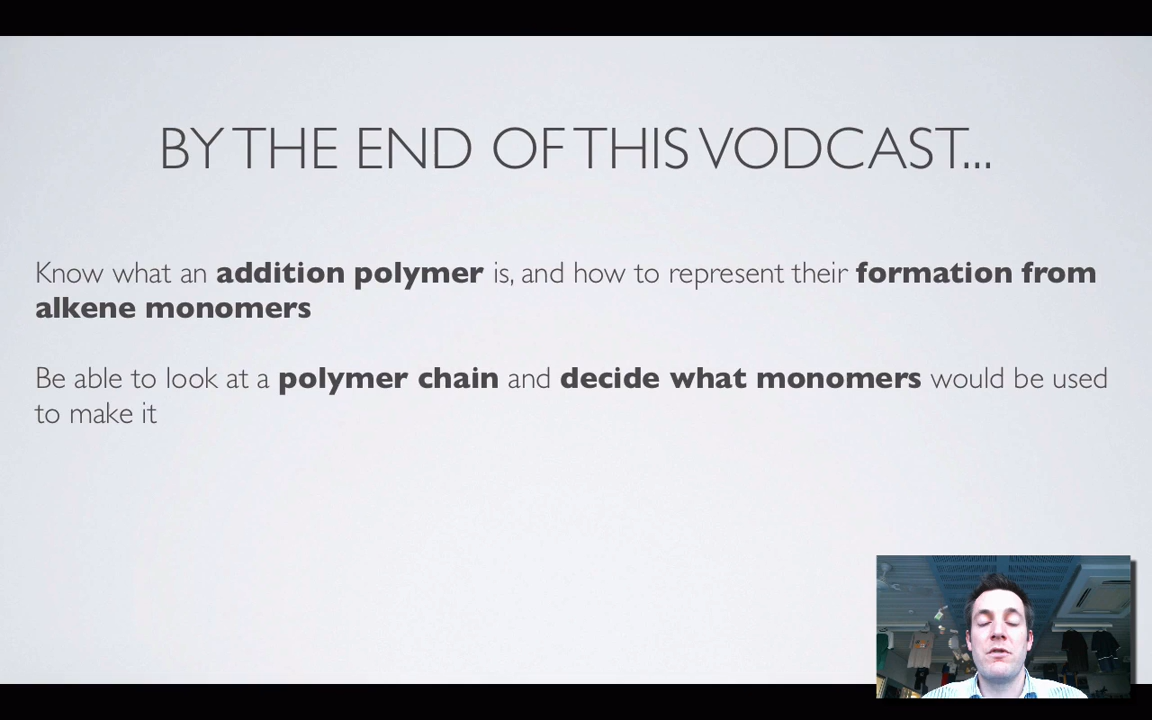 BY THE END OF THIS VODCAST...
Know what an addition polymer is, and how to represent their formation from
alkene monomers
Be able to look at a polymer chain and decide what monomers would be used
to make it